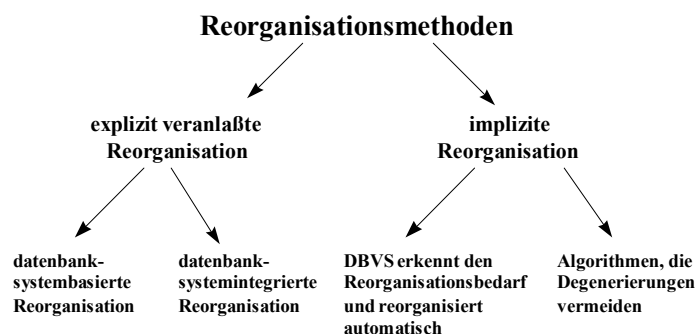 Reorganisationsmethoden
explizit veranlaßte
Reorganisation
implizite
Reorganisation
datenbank-
systembasierte
Reorganisation
datenbank-
systemintegrierte
Reorganisation
DBVS erkennt den
Reorganisationsbedarf
und reorganisiert
automatisch
Algorithmen, die
Degenerierungen
vermeiden